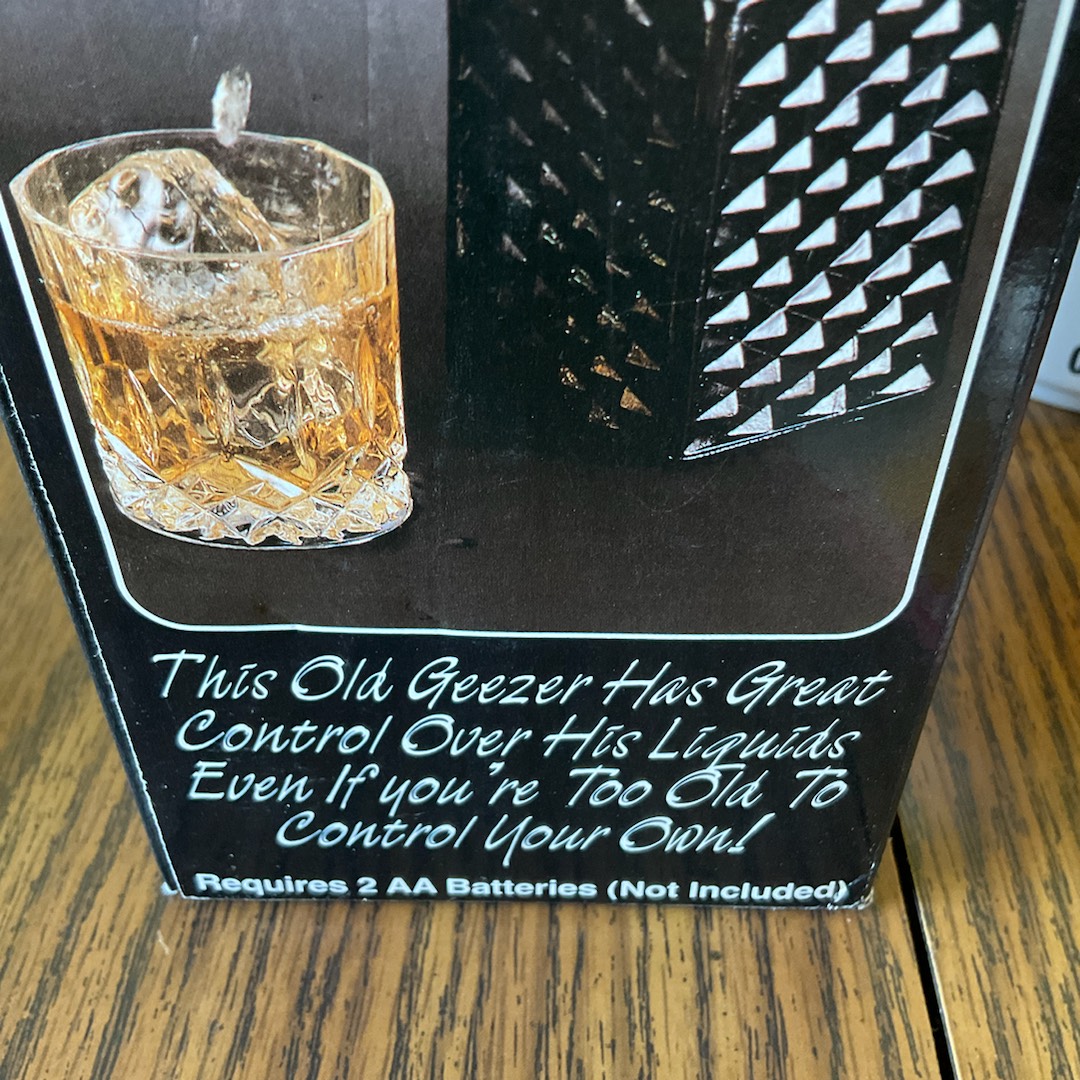 This Old Geezer Has Great
Control Over His Liquids
Even If you're Too Old To
Control Your Own!
Requires 2 AA Batteries (Not Included)